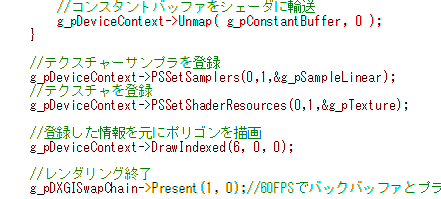 //コンスタントバッファをシェーダに輸送
g_pDeviceContext->Unmap( g_pConstantBuffer, 0 );
}
//テクスチャーサンプラを登録
g_pDeviceContext->PSSetSamplers(0,1,&g_pSampleLinear);
//テクスチャを登録
g_pDeviceContext->PSSetShaderResources(0,1,&g_pTexture);
//登録した情報を元にポリゴンを描画
g_pDeviceContext->DrawIndexed(6, 0, 0);
//レンダリング終了
g_pDXGISwapChain->Present(1, 0);//60FPSでバックバッファとプラ